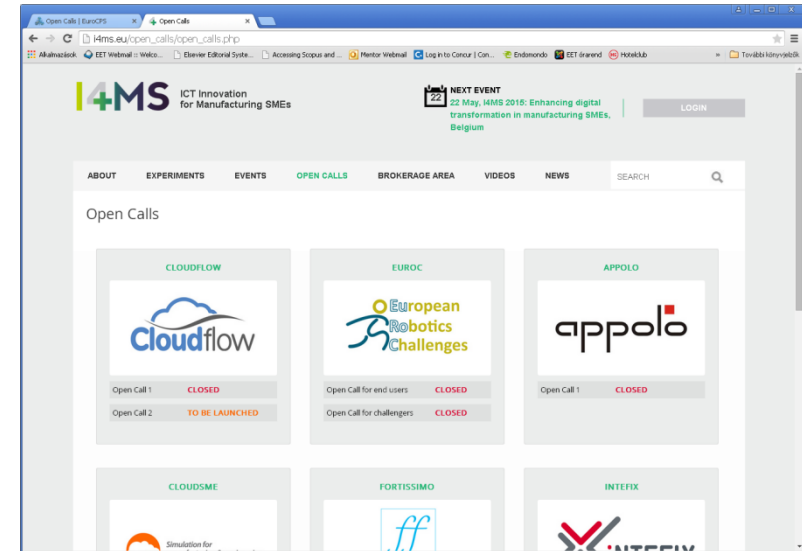 Open Calls | EuroCPS
Open Calls
i4ms.eu/open_calls/open_calls.php
Alkalmazások EET Webmail :: Welco... Elsevier Editorial Syste... Accessing Scopus and ... Mentor Webmail Log in to Concur | Con... Endomondo EET órarend Hotelklub » További könyvjelzők
I4MS
ICT Innovation
for Manufacturing SMEs
22
NEXT EVENT
22 May, I4MS 2015: Enhancing digital
transformation in manufacturing SMEs,
Belgium
LOGIN
ABOUT EXPERIMENTS EVENTS OPEN CALLS BROKERAGE AREA VIDEOS NEWS SEARCH
Open Calls
CLOUDFLOW
Cloudflow
Open Call 1 CLOSED
Open Call 2 TO BE LAUNCHED
EUROC
European
Robotics
Challenges
Open Call for end users CLOSED
Open Call for challengers CLOSED
APPOLO
appolo
Open Call 1 CLOSED
CLOUDSME
Simulation for
FORTISSIMO
ff
INTEFIX
INTEFIX